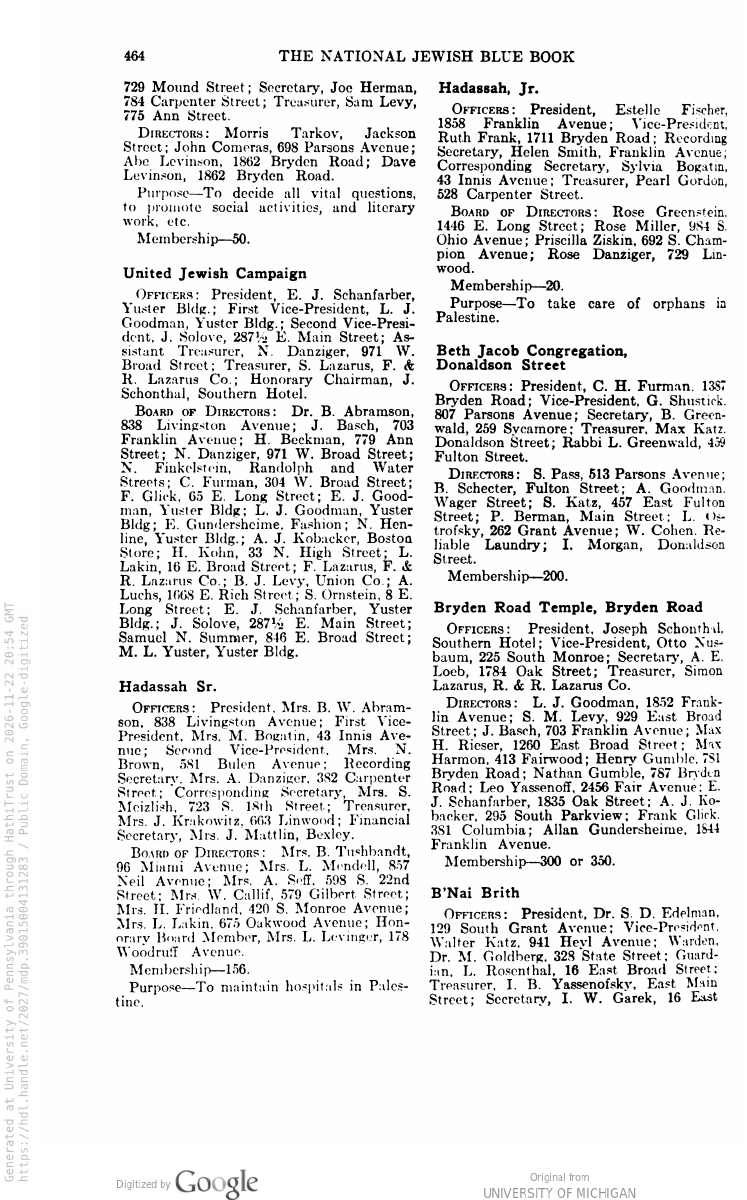 464
THE NATIONAL JEWISH BLUE BOOK
729 Mound Street; Secretary, Joe Herman,
784 Carpenter Street; Treasurer, Sam Levy,
775 Ann Street.
DIRECTORS: Morris Tarkov, Jackson
Street; John Comeras, 698 Parsons Avenue;
Abe Levinson, 1862 Bryden Road; Dave
Levinson, 1862 Bryden Road.
Purpose—To decide all vital questions,
to promote social activities, and literary
work, etc.
Membership—50.
United Jewish Campaign
OFFICERS: President, E. J. Schanfarber,
Yuster Bldg.; First Vice-President, L. J.
Goodman, Yuster Bldg.; Second Vice-Presi-
dent, J. Solove, 287½ E. Main Street; As-
sistant Treasurer, N. Danziger, 971 W.
Broad Street; Treasurer, S. Lazarus, F. &
R. Lazarus Co.; Honorary Chairman, J.
Schonthal, Southern Hotel.
BOARD OF DIRECTORS: Dr. B. Abramson,
838 Livingston Avenue; J. Basch, 703
Franklin Avenue; H. Beekman, 779 Ann
Street; N. Danziger, 971 W. Broad Street;
N. Finkelstein, Randolph and Water
Streets; C. Furman, 304 W. Broad Street;
F. Glick, 65 E. Long Street; E. J. Good-
man, Yuster Bldg; L. J. Goodman, Yuster
Bldg; E. Gundersheime, Fashion; N. Hen-
line, Yuster Bldg.; A. J. Kobacker, Boston
Store; H. Kohn, 33 N. High Street; L.
Lakin, 16 E. Broad Street; F. Lazarus, F. &
R. Lazarus Co.; B. J. Levy, Union Co.; A.
Luchs, 1668 E. Rich Street; S. Ornstein, 8 E.
Long Street; E. J. Schanfarber, Yuster
Bldg.; J. Solove, 287½ E. Main Street;
Samuel N. Summer, 846 E. Broad Street;
M. L. Yuster, Yuster Bldg.
Hadassah Sr.
OFFICERS: President, Mrs. B. W. Abram-
son, 838 Livingston Avenue; First Vice-
President, Mrs. M. Bogatin, 43 Innis Ave-
nue; Second Vice-President, Mrs. N.
Brown, 581 Bulen Avenue; Recording
Secretary, Mrs. A. Danziger, 382 Carpenter
Street; Corresponding Secretary, Mrs. S.
Meizlish, 723 S. 18th Street; Treasurer,
Mrs. J. Krakowitz, 663 Linwood; Financial
Secretary, Mrs. J. Mattlin, Bexley.
BOARD OF DIRECTORS: Mrs. B. Tushbandt,
96 Miami Avenue; Mrs. L. Mendell, 857
Neil Avenue; Mrs. A. Seff, 598 S. 22nd
Street; Mrs. W. Callif, 579 Gilbert Street;
Mrs. H. Friedland, 420 S. Monroe Avenue;
Mrs. L. Lakin, 675 Oakwood Avenue; Hon-
orary Board Member, Mrs. L. Levinger, 178
Woodruff Avenue.
Membership—156.
Purpose—To maintain hospitals in Pales-
tine.
Hadassah, Jr.
OFFICERS: President, Estelle Fischer,
1858 Franklin Avenue; Vice-President,
Ruth Frank, 1711 Bryden Road; Recording
Secretary, Helen Smith, Franklin Avenue;
Corresponding Secretary, Sylvia Bogatin,
43 Innis Avenue; Treasurer, Pearl Gordon,
528 Carpenter Street.
BOARD OF DIRECTORS: Rose Greenstein,
1446 E. Long Street; Rose Miller, 984 S.
Ohio Avenue; Priscilla Ziskin, 692 S. Cham-
pion Avenue; Rose Danziger, 729 Lin-
wood.
Membership—20.
Purpose—To take care of orphans in
Palestine.
Beth Jacob Congregation,
Donaldson Street
OFFICERS: President, C. H. Furman, 1387
Bryden Road; Vice-President, G. Shustick,
807 Parsons Avenue; Secretary, B. Green-
wald, 259 Sycamore; Treasurer, Max Katz,
Donaldson Street; Rabbi L. Greenwald, 459
Fulton Street.
DIRECTORS: S. Pass, 513 Parsons Avenue;
B. Schecter, Fulton Street; A. Goodman,
Wager Street; S. Katz, 457 East Fulton
Street; P. Berman, Main Street; L. Os-
trofsky, 262 Grant Avenue; W. Cohen, Re-
liable Laundry; I. Morgan, Donaldson
Street.
Membership—200.
Bryden Road Temple, Bryden Road
OFFICERS: President, Joseph Schonthal,
Southern Hotel; Vice-President, Otto Nus-
baum, 225 South Monroe; Secretary, A. E.
Loeb, 1784 Oak Street; Treasurer, Simon
Lazarus, R. & R. Lazarus Co.
DIRECTORS: L. J. Goodman, 1852 Frank-
lin Avenue; S. M. Levy, 929 East Broad
Street; J. Basch, 703 Franklin Avenue; Max
H. Rieser, 1260 East Broad Street; Max
Harmon, 413 Fairwood; Henry Gumble, 781
Bryden Road; Nathan Gumble, 787 Bryden
Road; Leo Yassenoff, 2456 Fair Avenue; E.
J. Schanfarber, 1835 Oak Street; A. J. Ko-
backer, 295 South Parkview; Frank Glick,
381 Columbia; Allan Gundersheime, 1844
Franklin Avenue.
Membership—300 or 350.
B'Nai Brith
OFFICERS: President, Dr. S. D. Edelman,
129 South Grant Avenue; Vice-President,
Walter Katz, 941 Heyl Avenue; Warden,
Dr. M. Goldberg, 328 State Street; Guard-
ian, L. Rosenthal, 16 East Broad Street;
Treasurer, I. B. Yassenofsky, East Main
Street; Secretary, I. W. Garek, 16 East
Generated at University of Pennsylvania through HathiTrust on 2026-11-22 20:54 GMT
https://hdl.handle.net/2027/mdp.39015004131283 / Public Domain, Google-digitized
Digitized by Google
Original from
UNIVERSITY OF MICHIGAN